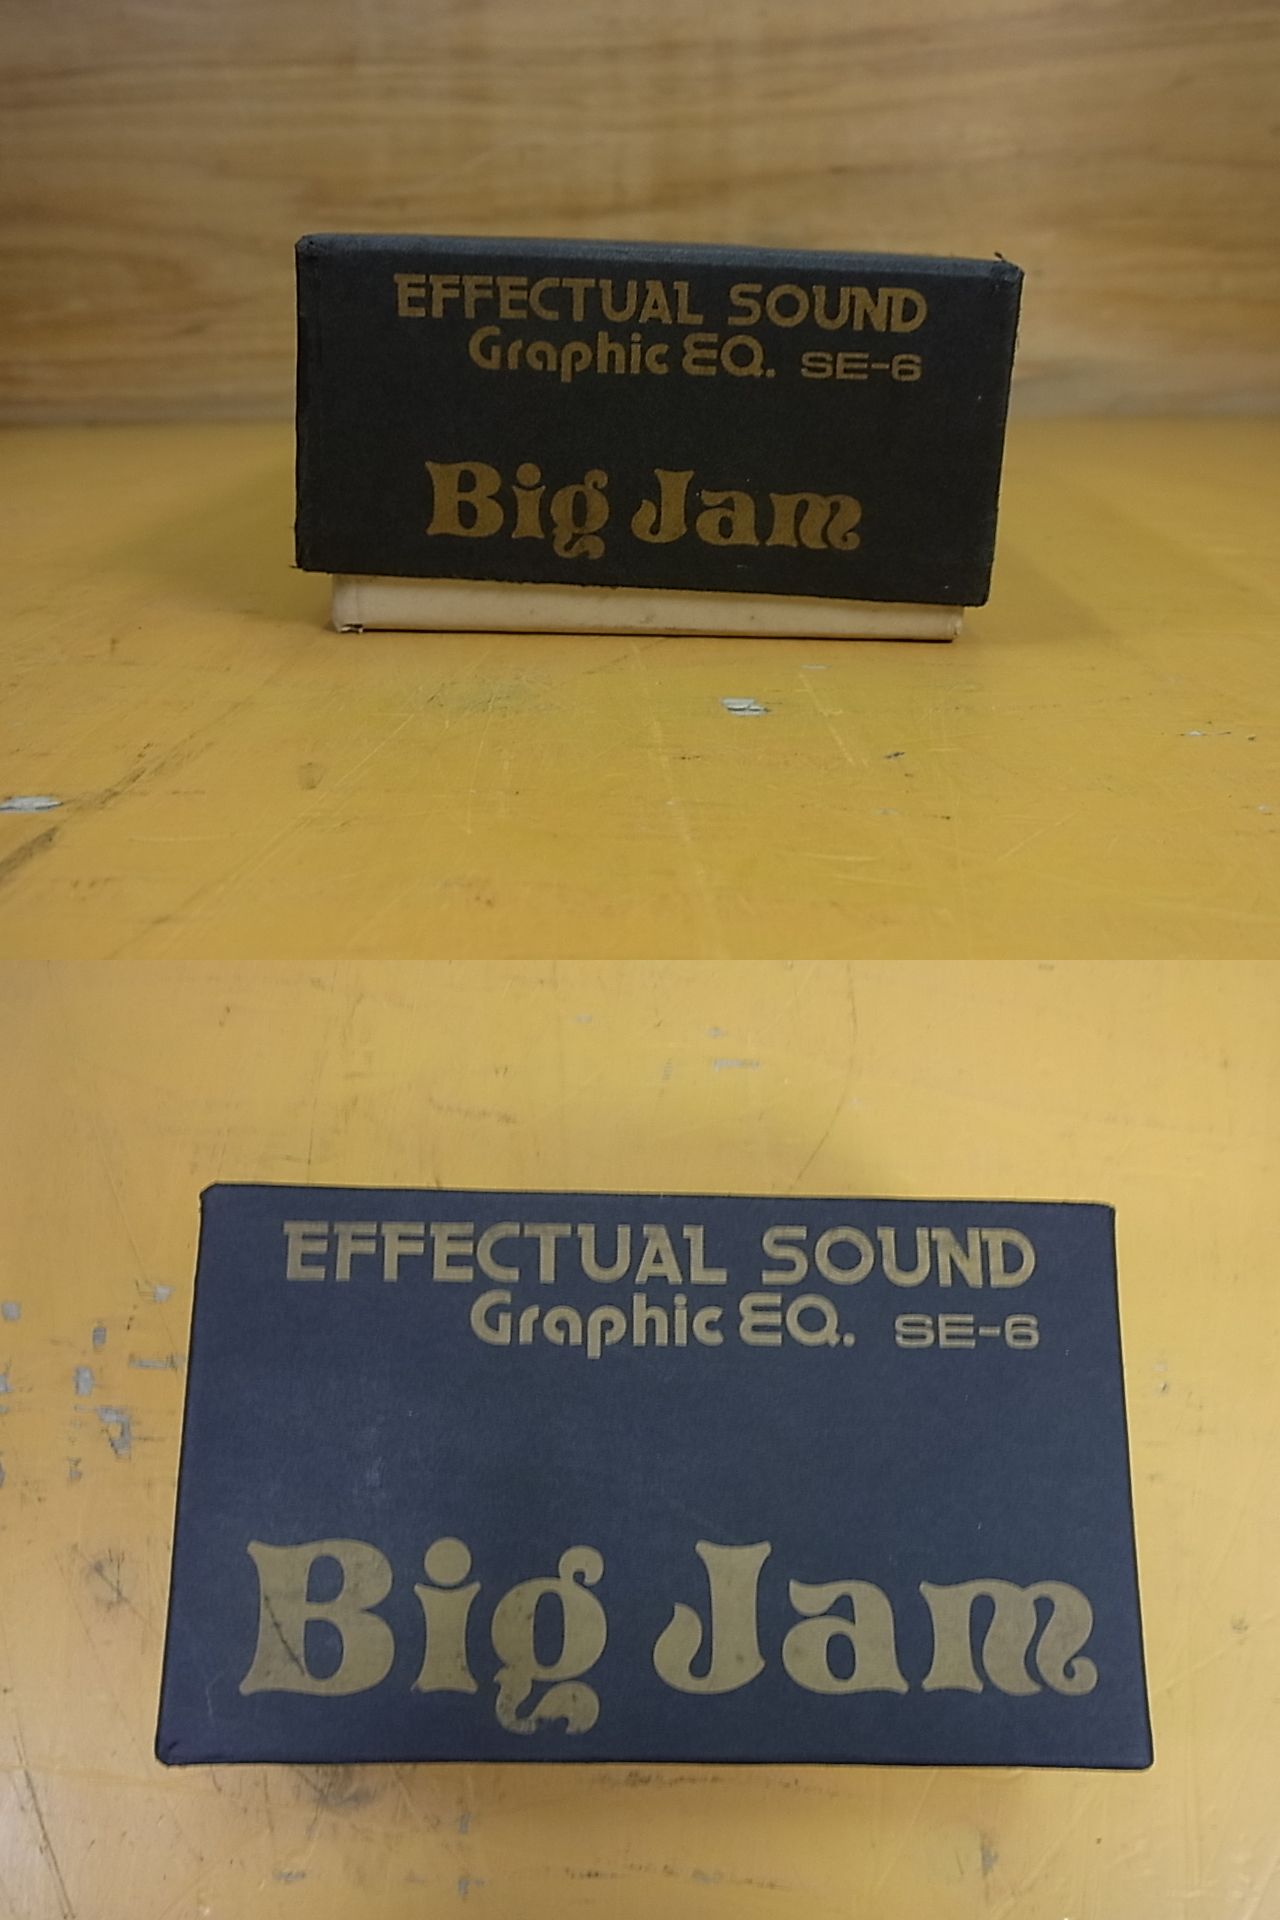 EFFECTUAL SOUND
Graphic EQ. SE-6
Big Jam
EFFECTUAL SOUND
Graphic EQ. SE-6
Big Jam